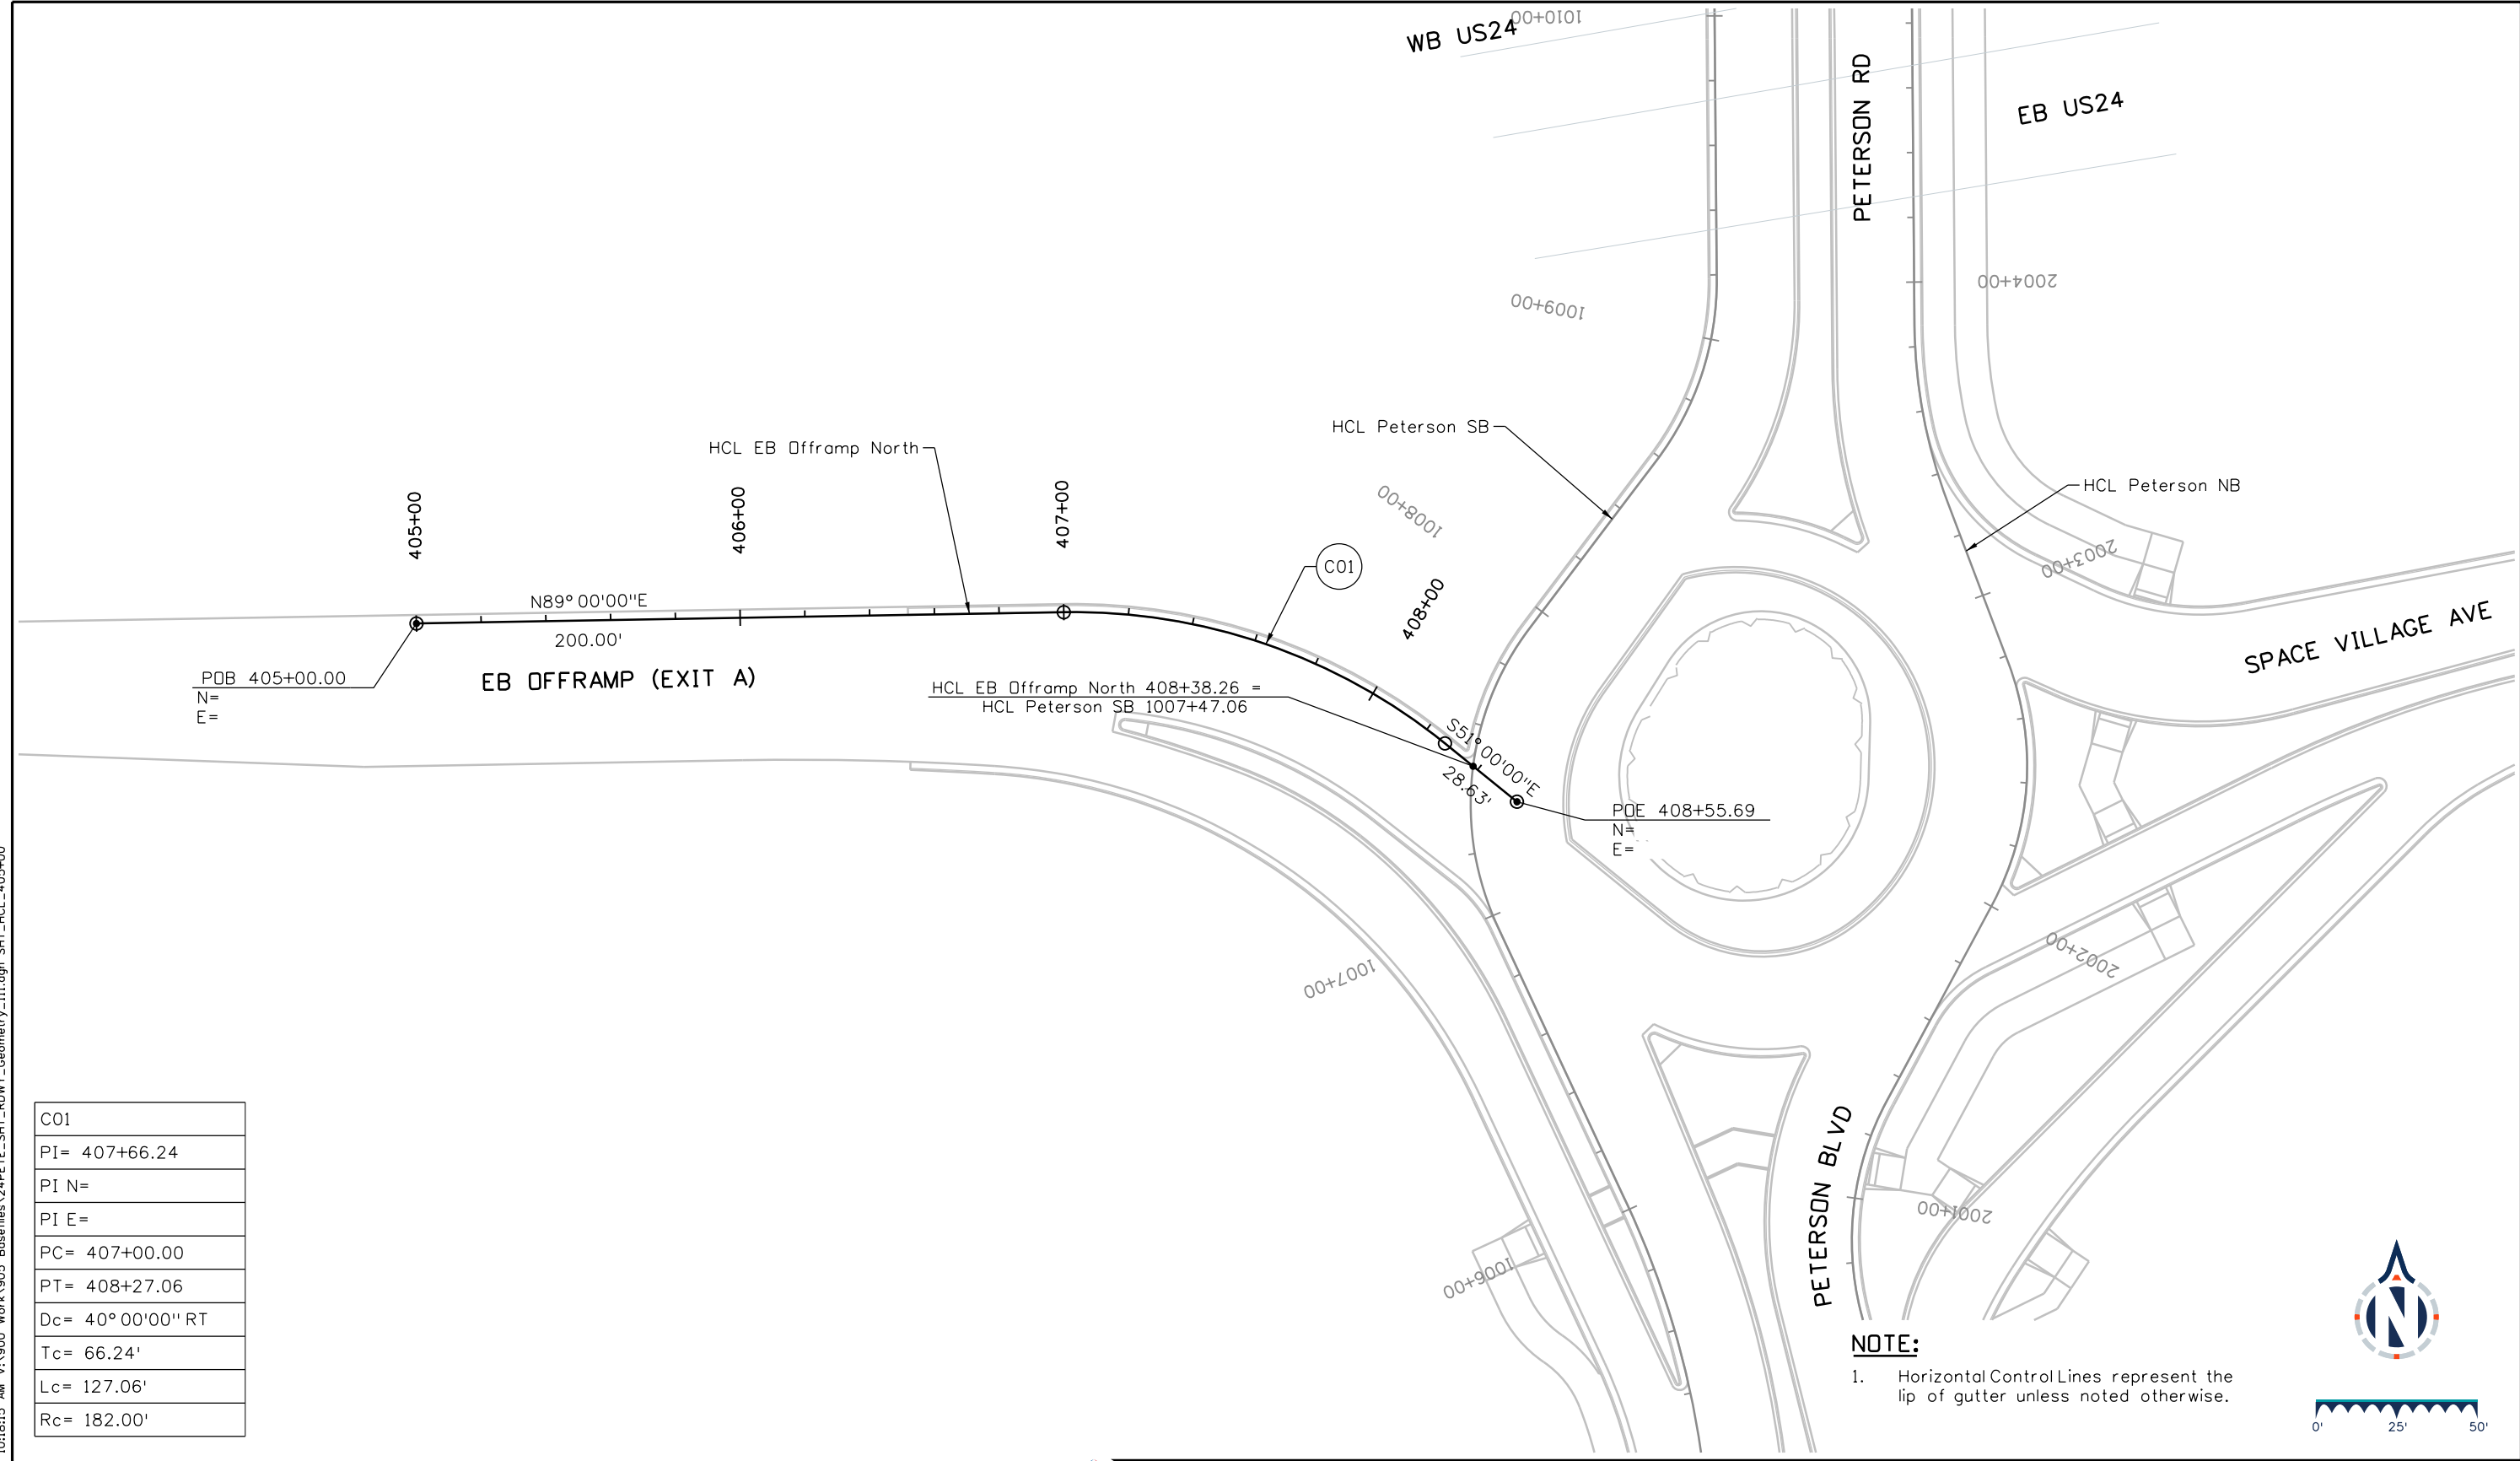 WB US24
1010+00
PETERSON RD
EB US24
1009+00
2004+00
HCL Peterson SB
HCL EB Offramp North
HCL Peterson NB
1008+00
405+00
406+00
407+00
2003+00
C01
408+00
N89°00'00"E
200.00'
SPACE VILLAGE AVE
POB 405+00.00
N=
E=
EB OFFRAMP (EXIT A)
HCL EB Offramp North 408+38.26 =
HCL Peterson SB 1007+47.06
S51°00'00"E
28.63'
POE 408+55.69
N=
E=
1007+00
2002+00
C01
PI= 407+66.24
PI N=
PI E=
PC= 407+00.00
PT= 408+27.06
Dc= 40°00'00" RT
Tc= 66.24'
Lc= 127.06'
Rc= 182.00'
PETERSON BLVD
2001+00
1006+00
N
NOTE:
1. Horizontal Control Lines represent the
lip of gutter unless noted otherwise.
0' 25' 50'